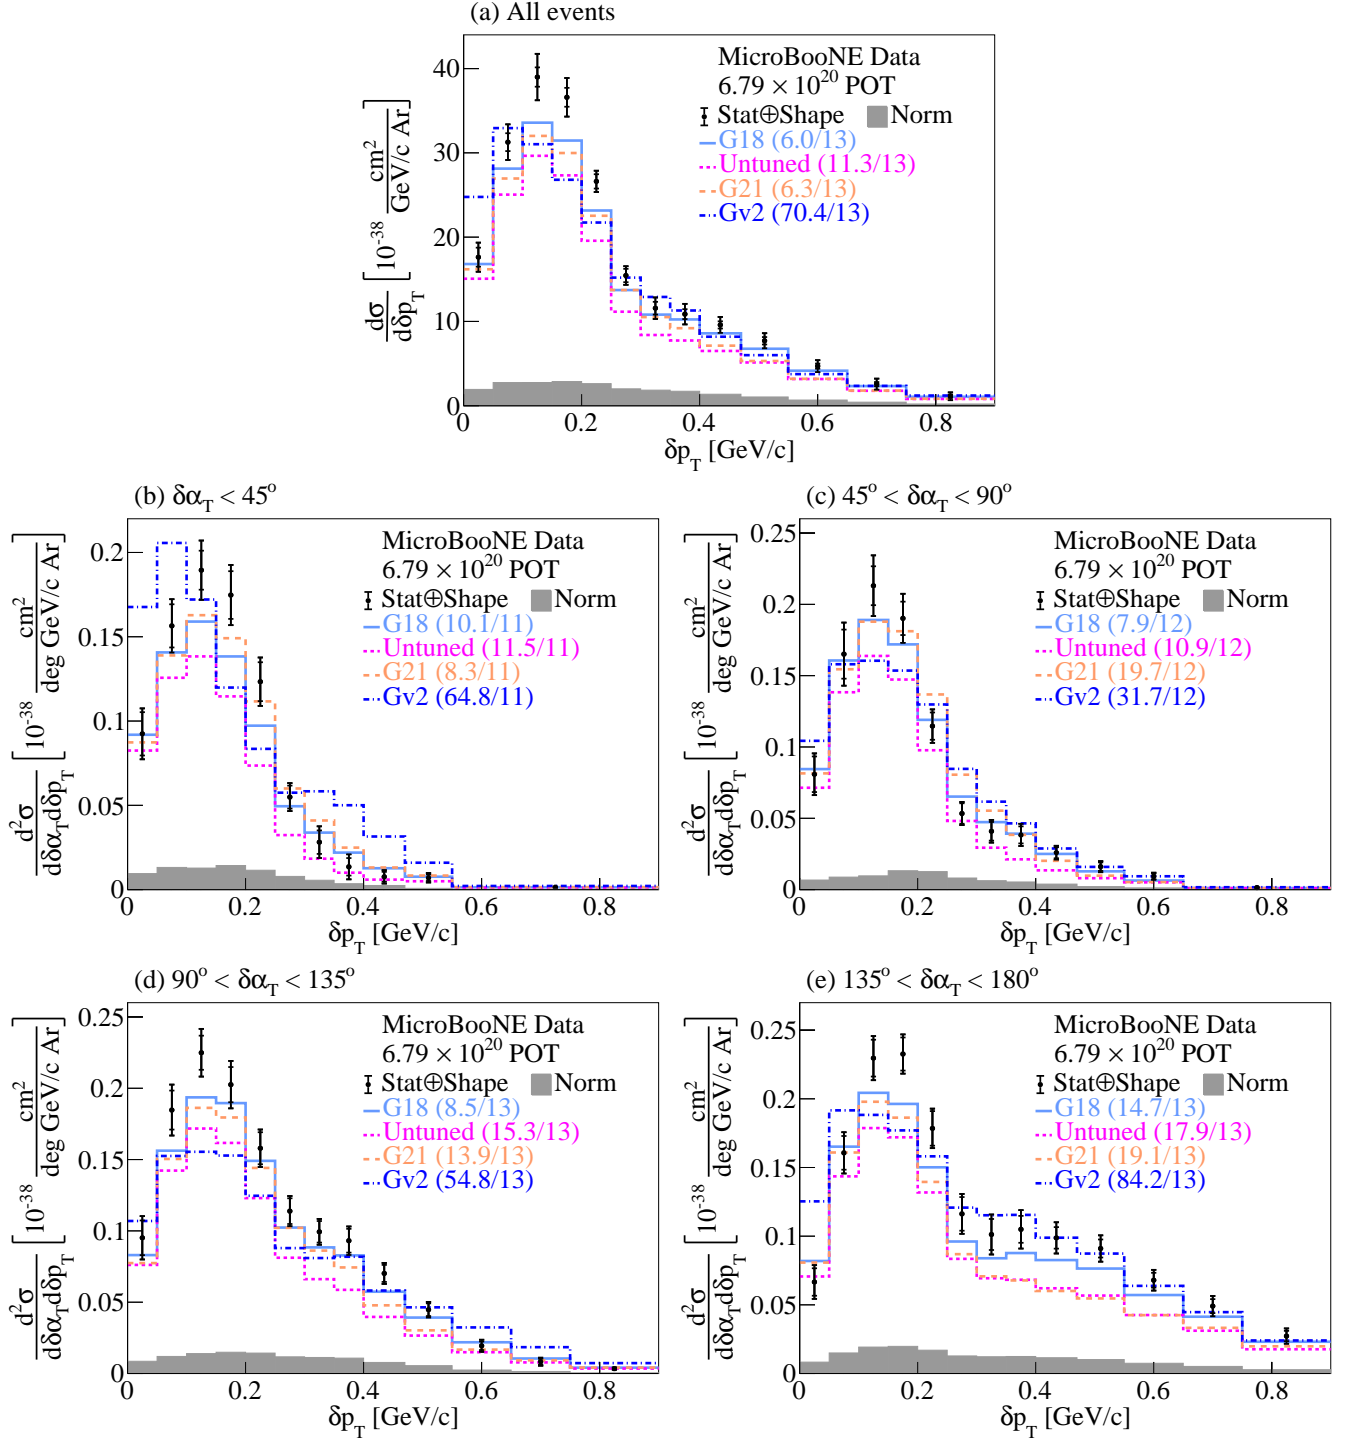 (a) All events
MicroBooNE Data
6.79 × 10^20 POT
Stat⊕Shape Norm
G18 (6.0/13)
Untuned (11.3/13)
G21 (6.3/13)
Gv2 (70.4/13)
dσ/dδp_T [10^-38 cm^2/GeV/c Ar]
40
30
20
10
0
0 0.2 0.4 0.6 0.8
δp_T [GeV/c]
(b) δα_T < 45^o
MicroBooNE Data
6.79 × 10^20 POT
Stat⊕Shape Norm
G18 (10.1/11)
Untuned (11.5/11)
G21 (8.3/11)
Gv2 (64.8/11)
d^2σ/dδα_T dδp_T [10^-38 cm^2/deg GeV/c Ar]
0.2
0.15
0.1
0.05
0
0 0.2 0.4 0.6 0.8
δp_T [GeV/c]
(c) 45^o < δα_T < 90^o
MicroBooNE Data
6.79 × 10^20 POT
Stat⊕Shape Norm
G18 (7.9/12)
Untuned (10.9/12)
G21 (19.7/12)
Gv2 (31.7/12)
d^2σ/dδα_T dδp_T [10^-38 cm^2/deg GeV/c Ar]
0.25
0.2
0.15
0.1
0.05
0
0 0.2 0.4 0.6 0.8
δp_T [GeV/c]
(d) 90^o < δα_T < 135^o
MicroBooNE Data
6.79 × 10^20 POT
Stat⊕Shape Norm
G18 (8.5/13)
Untuned (15.3/13)
G21 (13.9/13)
Gv2 (54.8/13)
d^2σ/dδα_T dδp_T [10^-38 cm^2/deg GeV/c Ar]
0.25
0.2
0.15
0.1
0.05
0
0 0.2 0.4 0.6 0.8
δp_T [GeV/c]
(e) 135^o < δα_T < 180^o
MicroBooNE Data
6.79 × 10^20 POT
Stat⊕Shape Norm
G18 (14.7/13)
Untuned (17.9/13)
G21 (19.1/13)
Gv2 (84.2/13)
d^2σ/dδα_T dδp_T [10^-38 cm^2/deg GeV/c Ar]
0.25
0.2
0.15
0.1
0.05
0
0 0.2 0.4 0.6 0.8
δp_T [GeV/c]